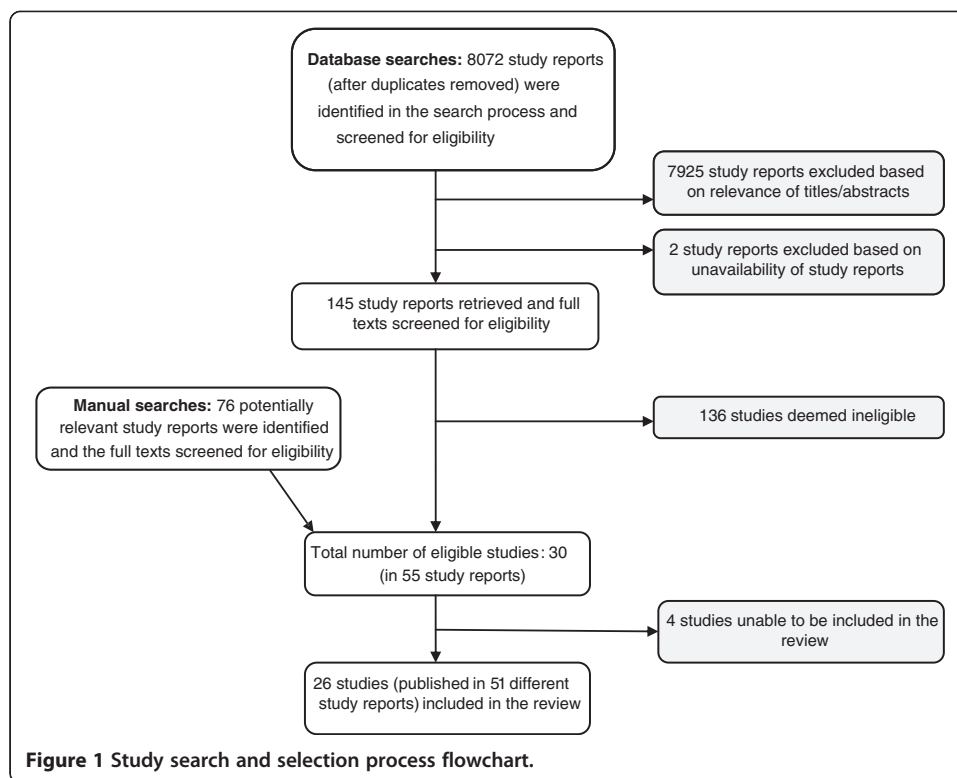 Database searches: 8072 study reports
(after duplicates removed) were
identified in the search process and
screened for eligibility
7925 study reports excluded based
on relevance of titles/abstracts
2 study reports excluded based on
unavailability of study reports
145 study reports retrieved and full
texts screened for eligibility
Manual searches: 76 potentially
relevant study reports were identified
and the full texts screened for eligibility
136 studies deemed ineligible
Total number of eligible studies: 30
(in 55 study reports)
4 studies unable to be included in the
review
26 studies (published in 51 different
study reports) included in the review
Figure 1 Study search and selection process flowchart.